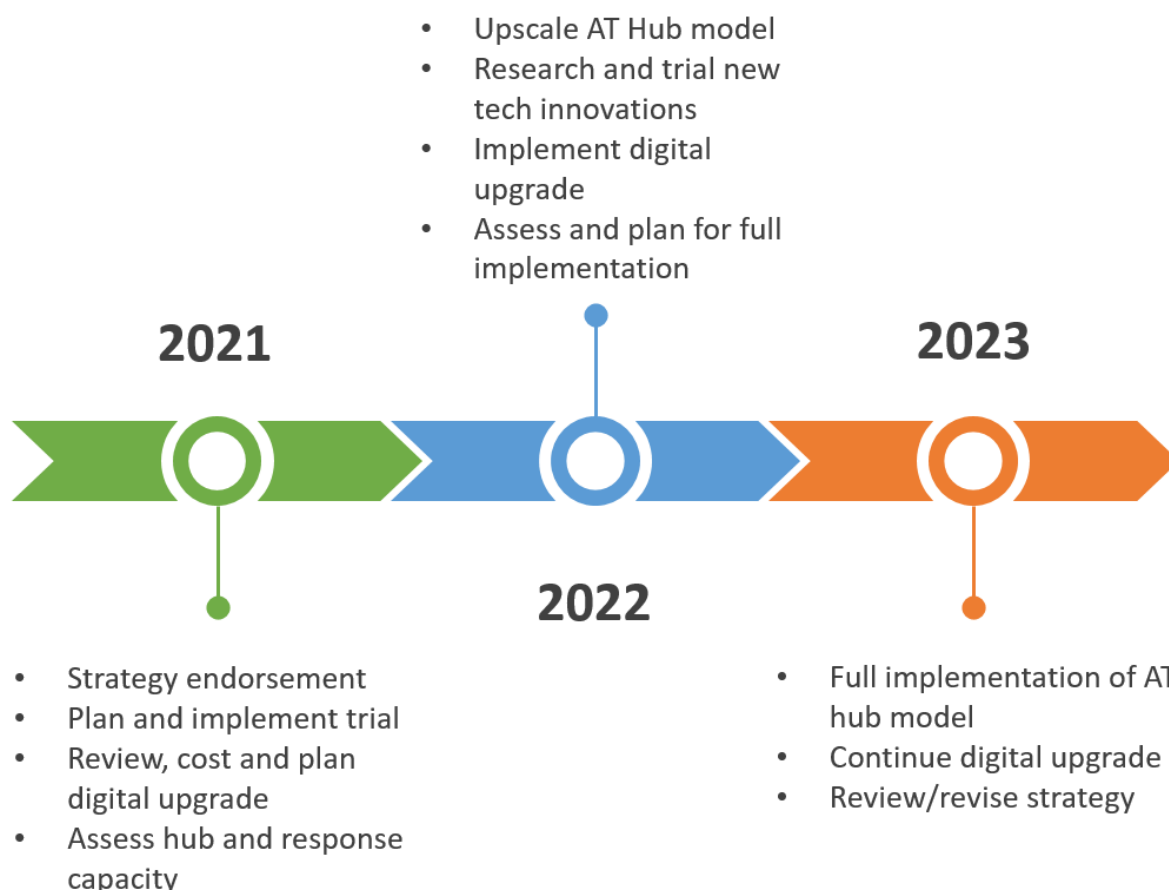 • Upscale AT Hub model
• Research and trial new
tech innovations
• Implement digital
upgrade
• Assess and plan for full
implementation
2021
2023
2022
• Strategy endorsement
• Plan and implement trial
• Review, cost and plan
digital upgrade
• Assess hub and response
capacity
• Full implementation of AT
hub model
• Continue digital upgrade
• Review/revise strategy